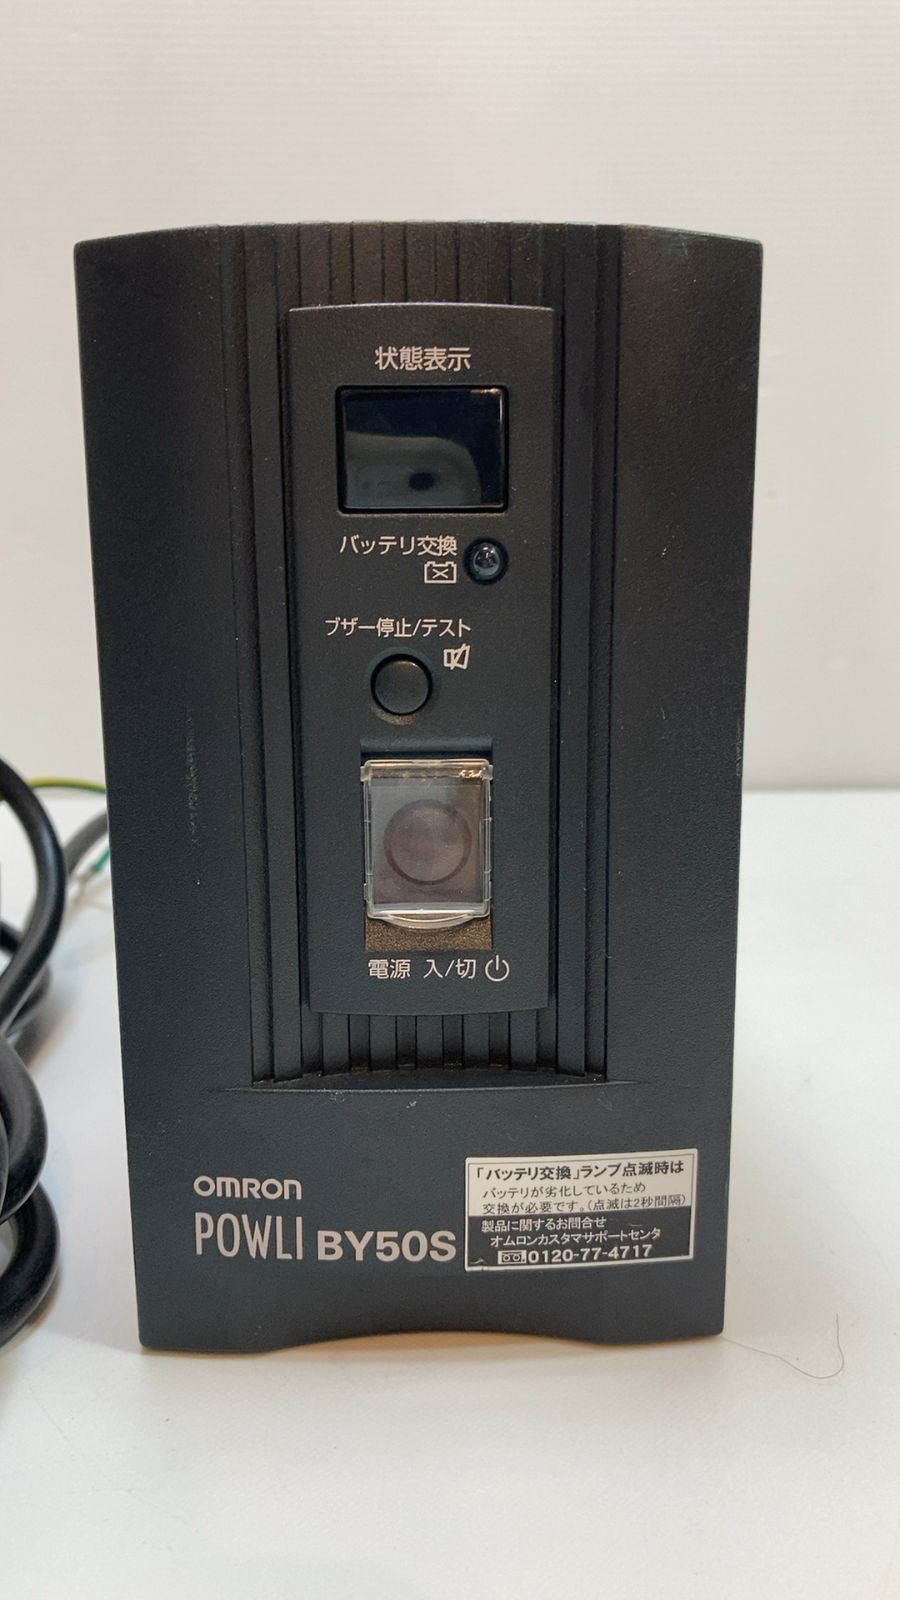 状態表示
バッテリ交換
ブザー停止/テスト
電源 入/切
OMRON
POWLI BY50S
「バッテリ交換」ランプ点滅時は
バッテリが劣化しているため
交換が必要です。(点滅は2秒間隔)
製品に関するお問合せ
オムロンカスタマサポートセンタ
0120-77-4717